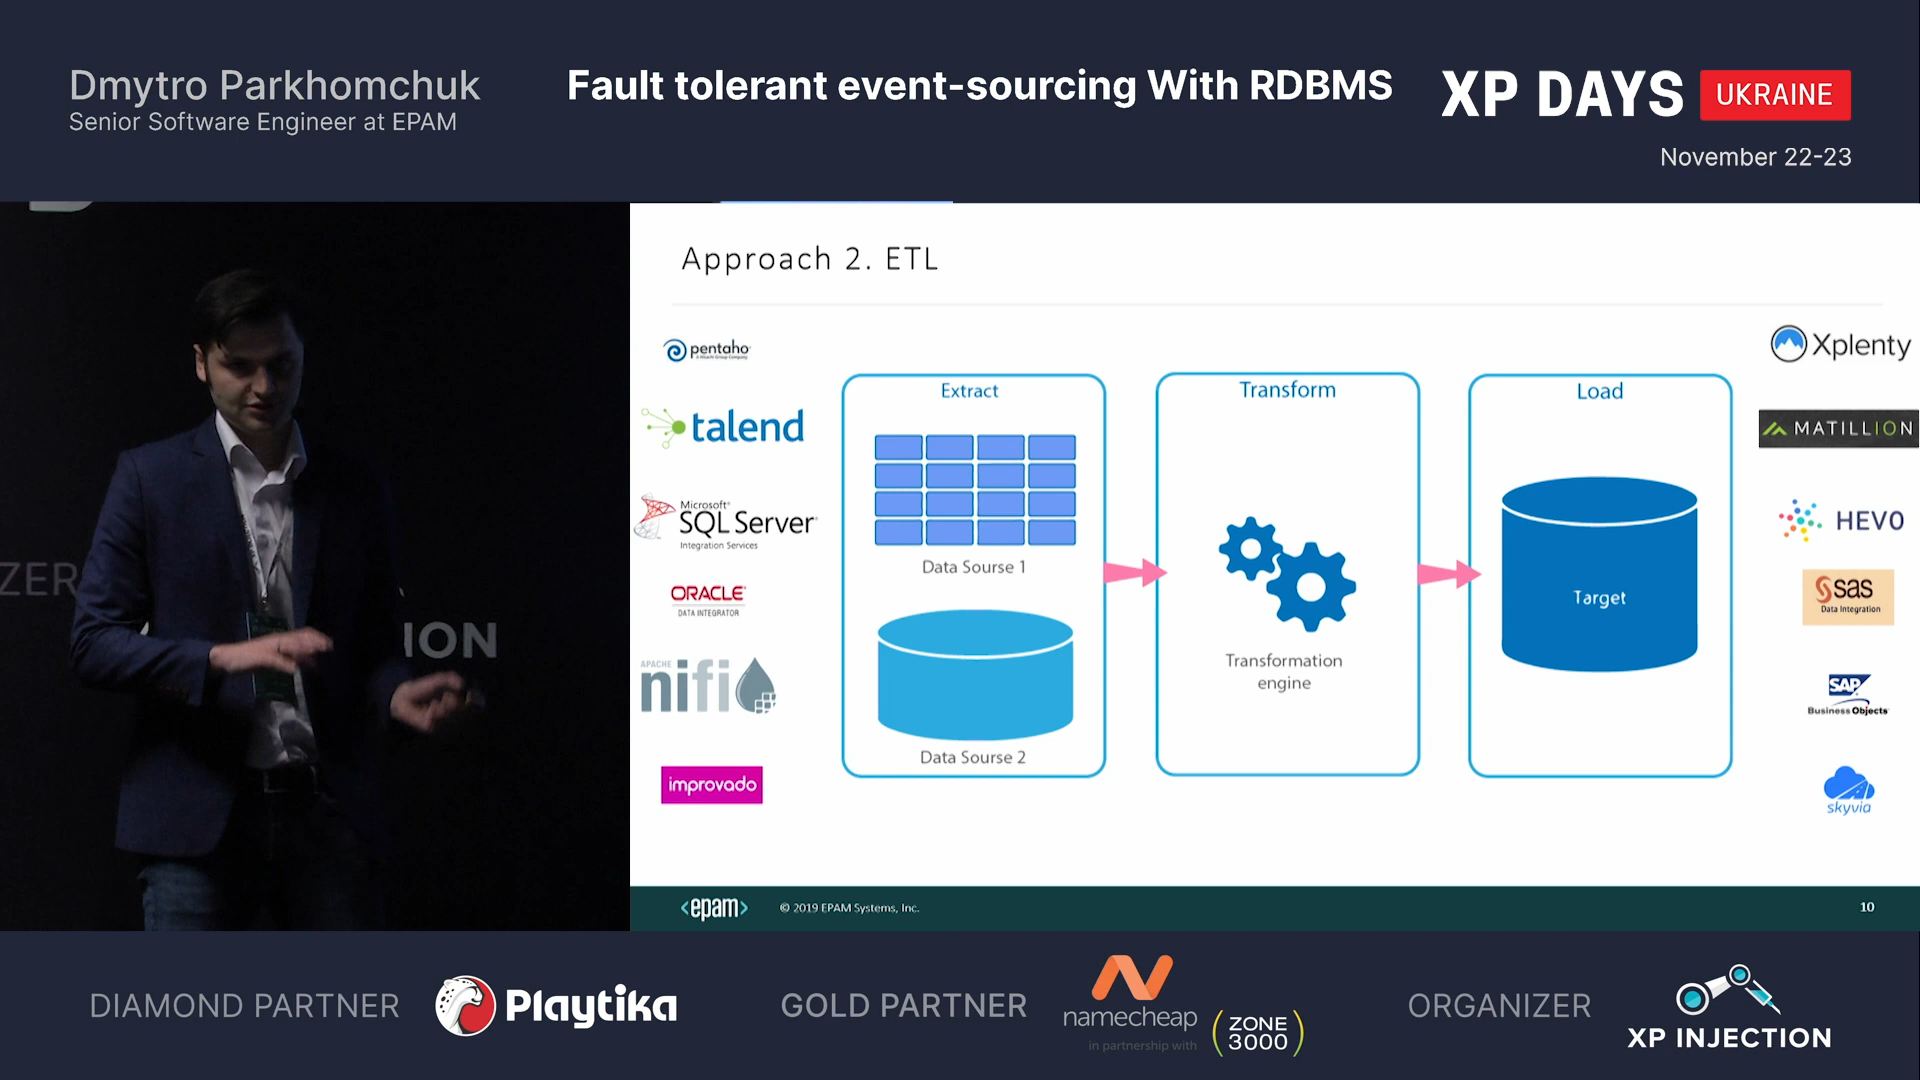 Dmytro Parkhomchuk
Senior Software Engineer at EPAM
Fault tolerant event-sourcing With RDBMS
XP DAYS UKRAINE
November 22-23
ZER
ION
Approach 2. ETL
pentaho
talend
Microsoft®
SQL Server
Integration Services
ORACLE
DATA INTEGRATOR
APACHE
nifi
improvado
Extract
Data Sourse 1
Data Sourse 2
Transform
Transformation
engine
Load
Target
Xplenty
MATILLION
HEVO
sas
Data Integration
SAP
Business Objects
skyvia
<epam>
© 2019 EPAM Systems, Inc.
10
DIAMOND PARTNER
Playtika
GOLD PARTNER
namecheap
in partnership with
ZONE
3000
ORGANIZER
XP INJECTION